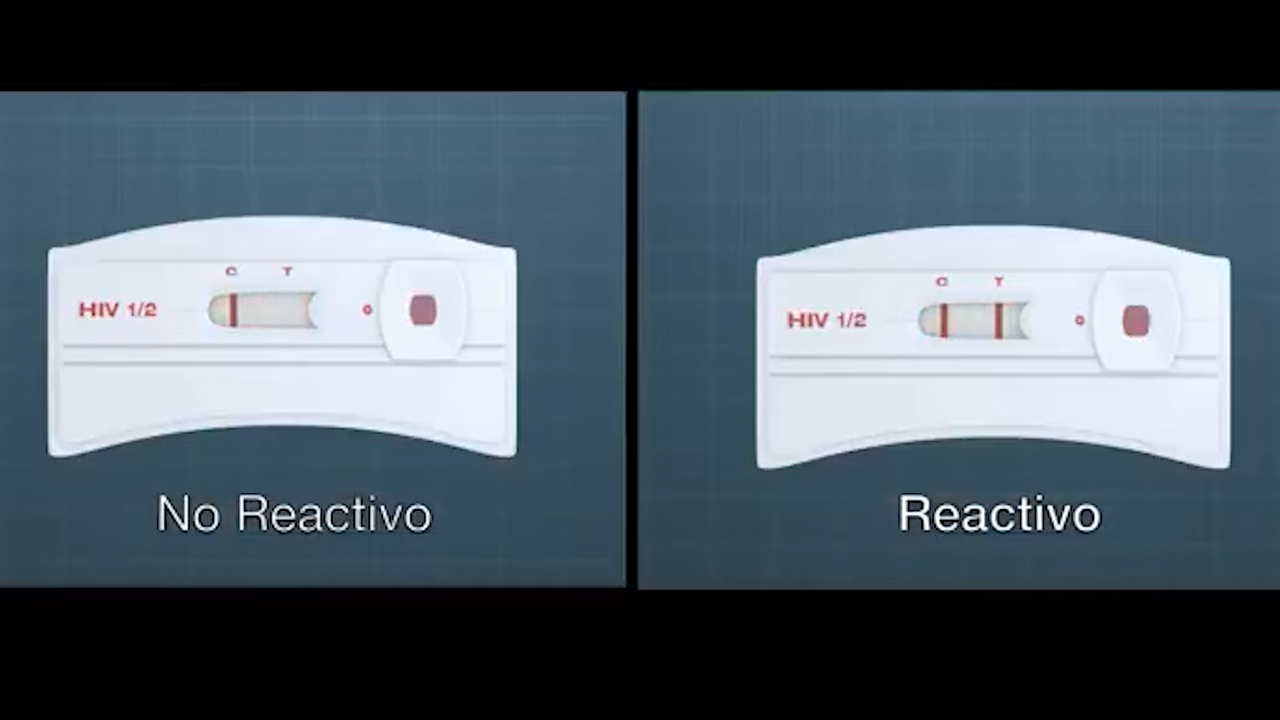 C T
HIV 1/2
No Reactivo
C T
HIV 1/2
Reactivo